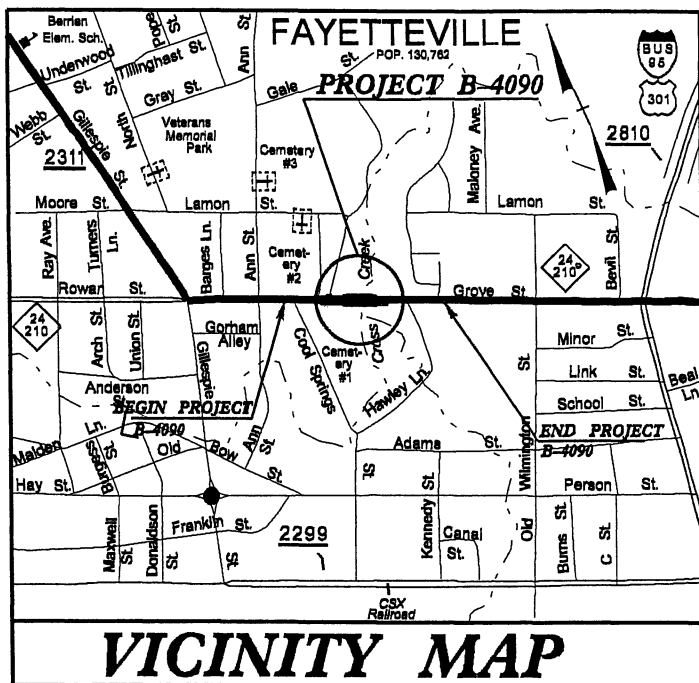 Berrien
Elem. Sch.
Pope
St.
FAYETTEVILLE
POP. 130,762
BUS
95
301
Underwood
St.
Tillinghast St.
Ann St.
Gale St.
PROJECT B-4090
Gray St.
Webb
St.
Gillespie
St.
North
St.
Veterans
Memorial
Park
2311
Cemetery
#3
Maloney Ave.
2810
Moore St.
Lamon St.
Lamon St.
Ray Ave.
Turners
Ln.
Barges Ln.
Ann St.
Cemet-
ery
#2
Cross Creek
24
210
Bevil St.
Rowan St.
Grove St.
24
210
Arch St.
Union St.
Gillespie
St.
Gorham
Alley
Cool Springs
St.
Cemet-
ery
#1
Hawley Ln.
Minor St.
Link St.
School St.
Beal
Ln.
Anderson
St.
BEGIN PROJECT
B-4090
END PROJECT
B-4090
Malden
Ln.
Burgess
St.
Old
Bow
St
Ann
St.
Adams St.
Old Wilmington St.
Hay St.
Person St.
Maxwell
St.
Donaldson
St.
Franklin St.
2299
Kennedy St.
Canal
St.
Burns St.
C St.
CSX
Railroad
VICINITY MAP